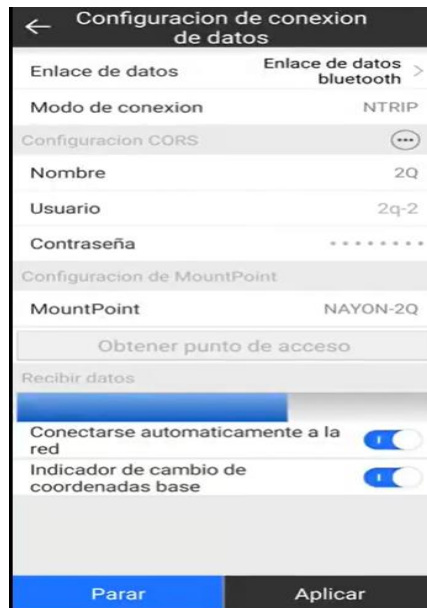 Configuracion de conexion
de datos
Enlace de datos
Enlace de datos
bluetooth
Modo de conexion NTRIP
Configuracion CORS
Nombre 2Q
Usuario 2q-2
Contraseña ········
Configuracion de MountPoint
MountPoint NAYON-2Q
Obtener punto de acceso
Recibir datos
Conectarse automaticamente a la
red
Indicador de cambio de
coordenadas base
Parar Aplicar